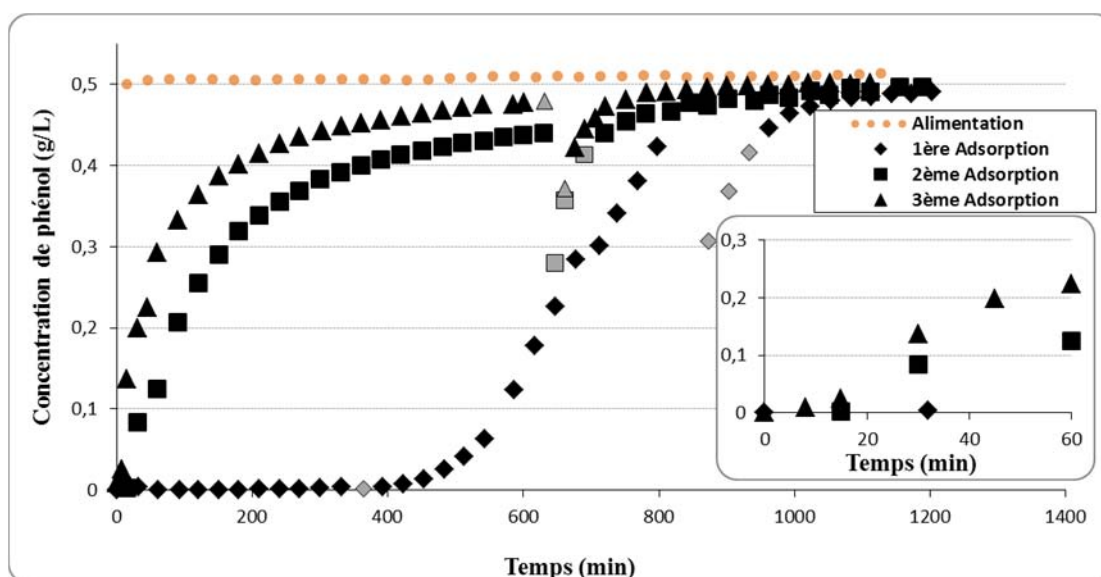 Concentration de phénol (g/L)
0,5
0,4
0,3
0,2
0,1
0
0 200 400 600 800 1000 1200 1400
Temps (min)
Alimentation
1ère Adsorption
2ème Adsorption
3ème Adsorption
0,3
0,2
0,1
0
0 20 40 60
Temps (min)